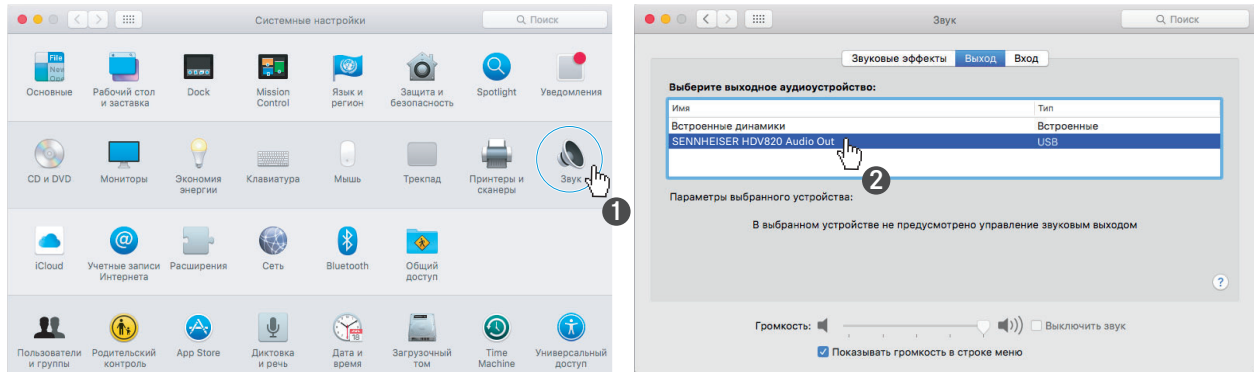 Системные настройки
Поиск
File
Nav
Основные
Рабочий стол
и заставка
Dock
Mission
Control
Язык и
регион
Защита и
безопасность
Spotlight
Уведомления
CD и DVD
Мониторы
Экономия
энергии
Клавиатура
Мышь
Трекпад
Принтеры и
сканеры
Звук
1
iCloud
@
Учетные записи
Интернета
Расширения
Сеть
Bluetooth
Общий
доступ
18
Пользователи
и группы
Родительский
контроль
App Store
Диктовка
и речь
Дата и
время
Загрузочный
том
Time
Machine
Универсальный
доступ
Звук
Поиск
Звуковые эффекты
Выход
Вход
Выберите выходное аудиоустройство:
Имя
Тип
Встроенные динамики
Встроенные
SENNHEISER HDV820 Audio Out
USB
2
Параметры выбранного устройства:
В выбранном устройстве не предусмотрено управление звуковым выходом
?
Громкость:
Выключить звук
Показывать громкость в строке меню